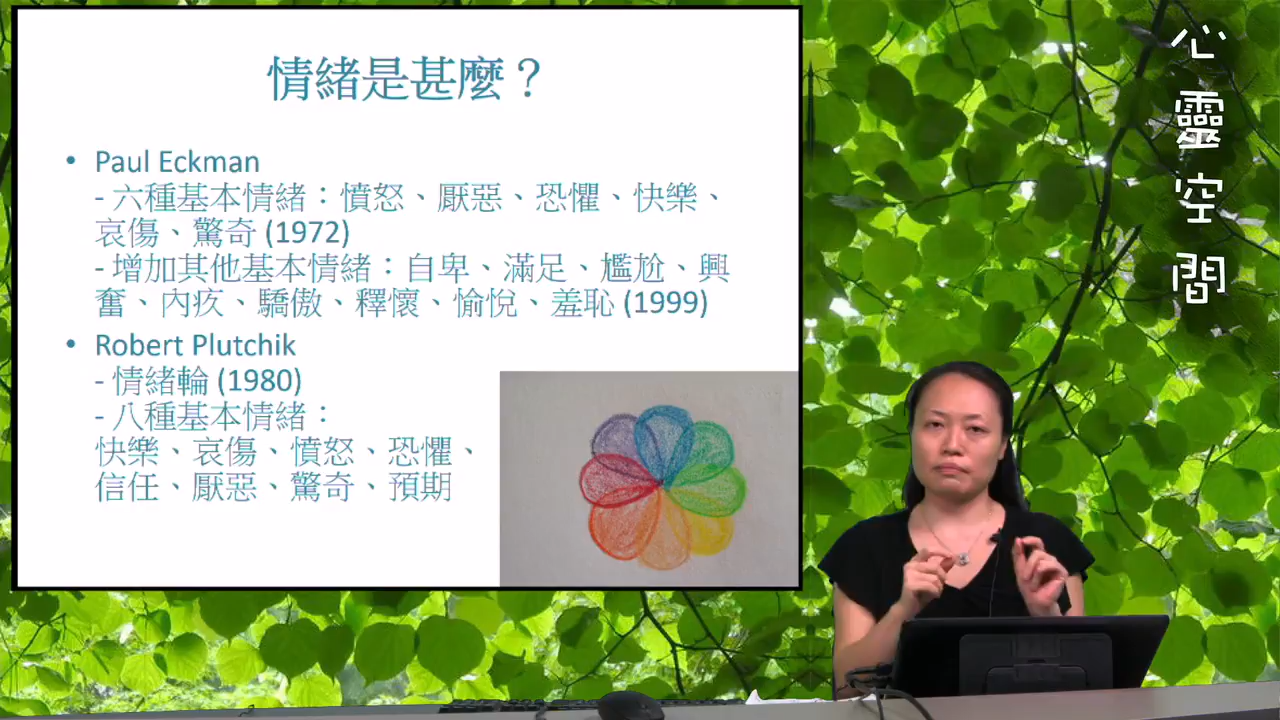 情緒是甚麼？
• Paul Eckman
- 六種基本情緒：憤怒、厭惡、恐懼、快樂、
哀傷、驚奇 (1972)
- 增加其他基本情緒：自卑、滿足、尷尬、興
奮、內疚、驕傲、釋懷、愉悅、羞恥 (1999)
• Robert Plutchik
- 情緒輪 (1980)
- 八種基本情緒：
快樂、哀傷、憤怒、恐懼、
信任、厭惡、驚奇、預期
心靈空間